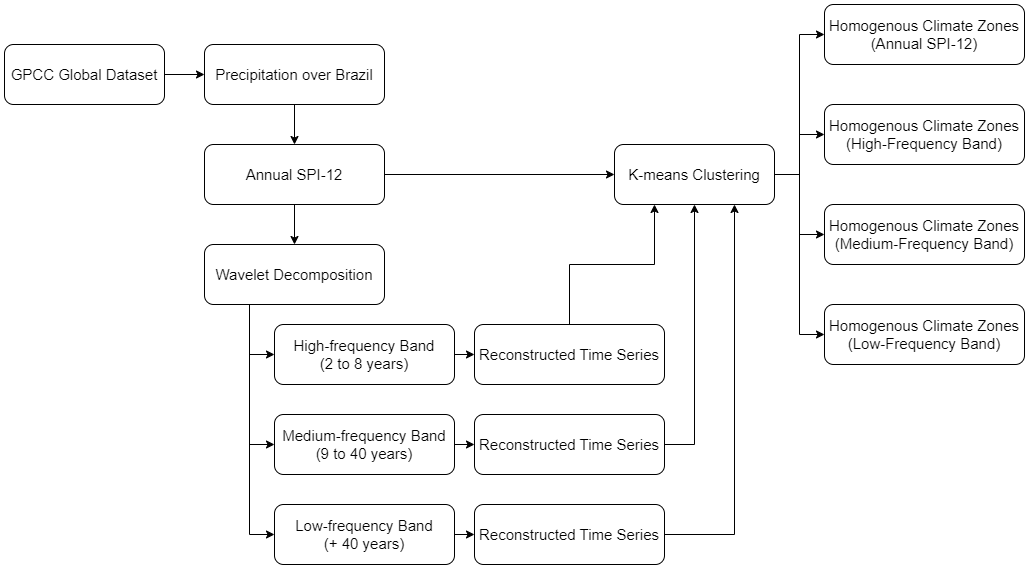 GPCC Global Dataset
Precipitation over Brazil
Annual SPI-12
Wavelet Decomposition
High-frequency Band
(2 to 8 years)
Reconstructed Time Series
Medium-frequency Band
(9 to 40 years)
Reconstructed Time Series
Low-frequency Band
(+ 40 years)
Reconstructed Time Series
K-means Clustering
Homogenous Climate Zones
(Annual SPI-12)
Homogenous Climate Zones
(High-Frequency Band)
Homogenous Climate Zones
(Medium-Frequency Band)
Homogenous Climate Zones
(Low-Frequency Band)